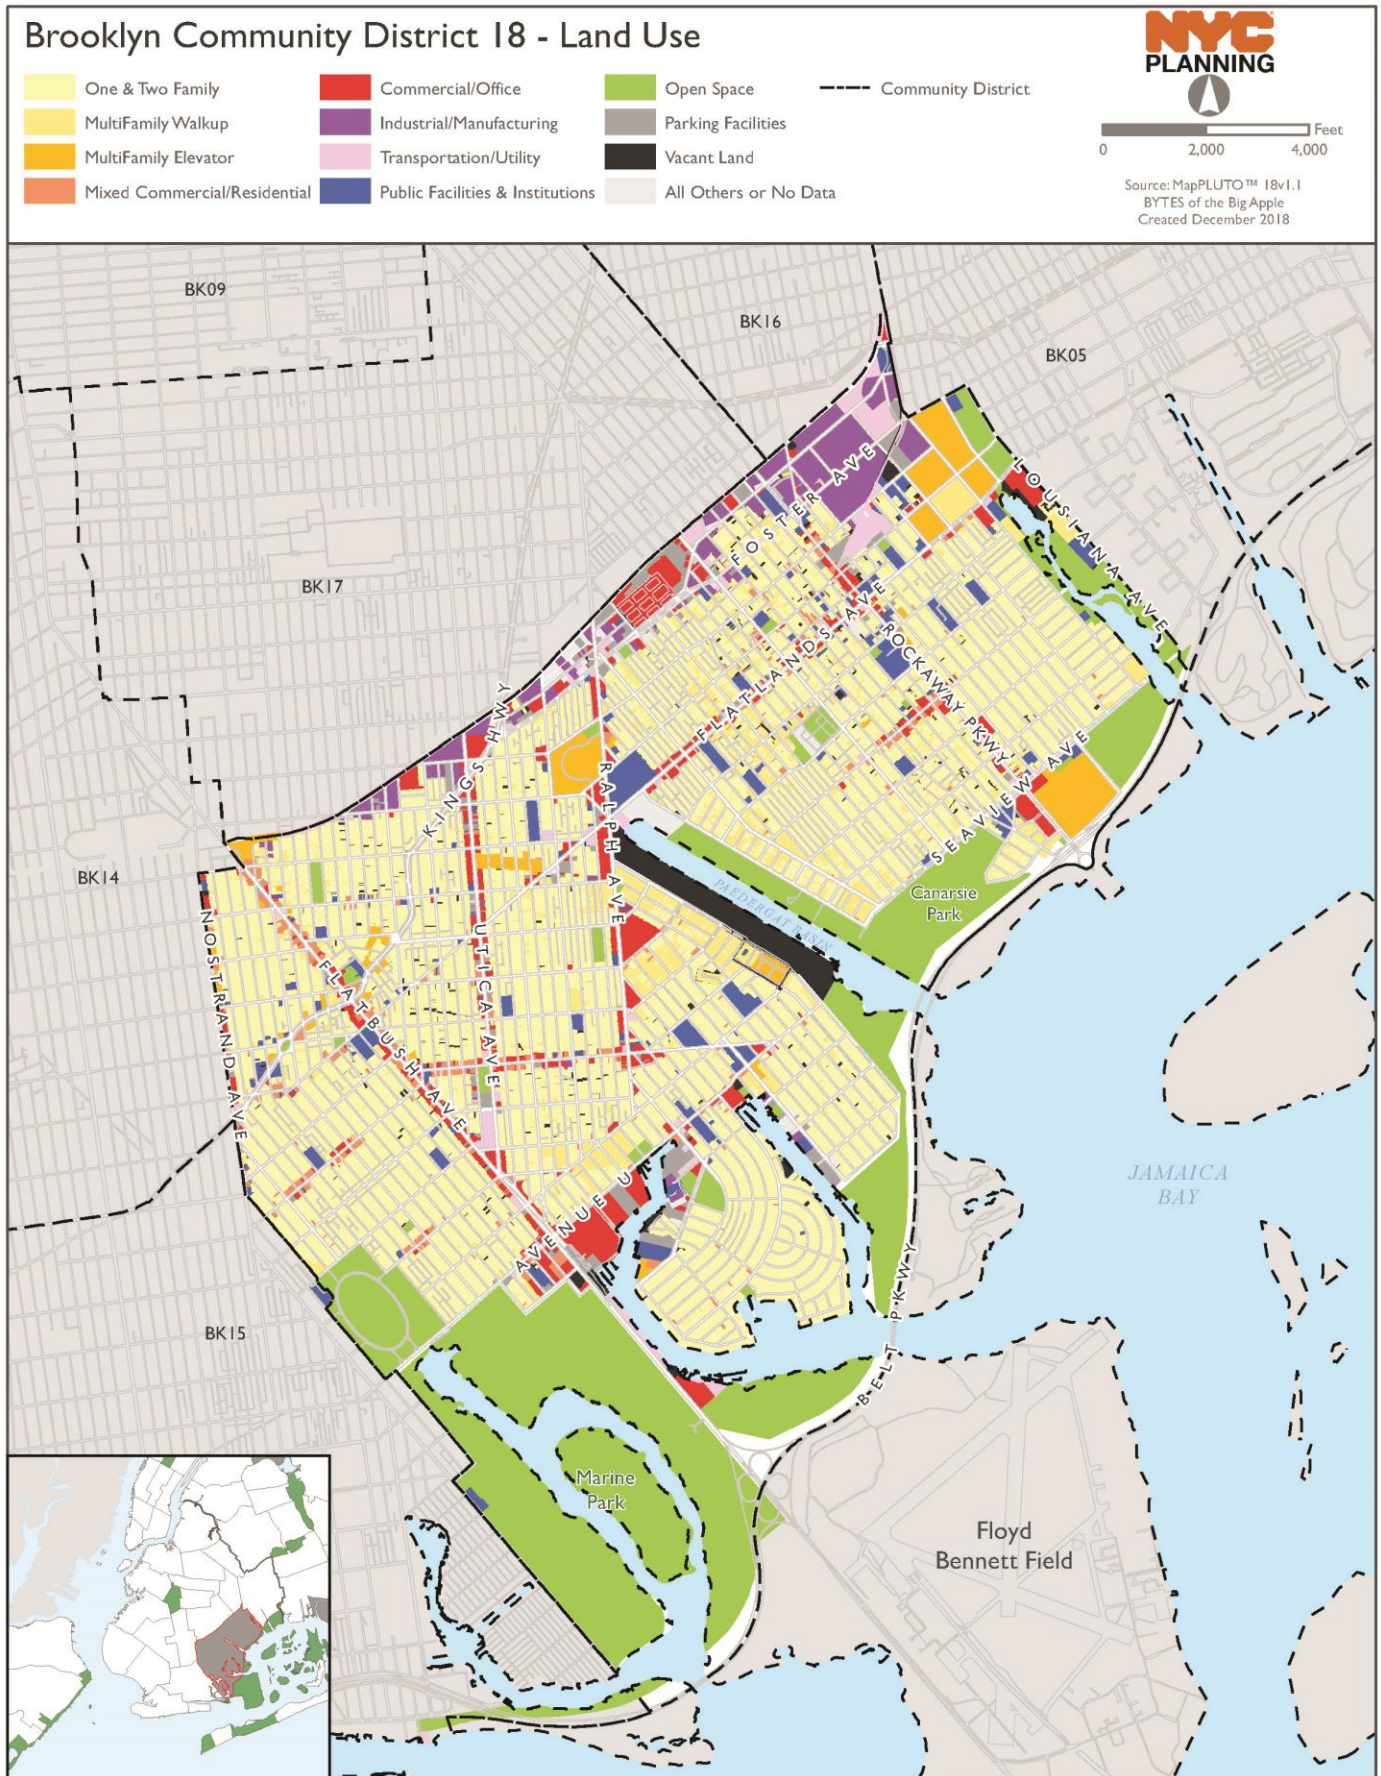 Brooklyn Community District 18 - Land Use
NYC
PLANNING
One & Two Family
MultiFamily Walkup
MultiFamily Elevator
Mixed Commercial/Residential
Commercial/Office
Industrial/Manufacturing
Transportation/Utility
Public Facilities & Institutions
Open Space
Parking Facilities
Vacant Land
All Others or No Data
Community District
Feet
0 2,000 4,000
Source: MapPLUTO™ 18v1.1
BYTES of the Big Apple
Created December 2018
BK09
BK16
BK05
BK17
BK14
BK15
LOUSIANA AVE
FOSTER AVE
FLATLANDS AVE
ROCKAWAY PKWY
KINGS HWY
RALPH AVE
SEAVIEW AVE
PAEDERGAT BASIN
Canarsie
Park
NOSTRAND AVE
FLATBUSH AVE
UTICA AVE
AVENUE U
JAMAICA
BAY
BELT PKWY
Marine
Park
Floyd
Bennett Field